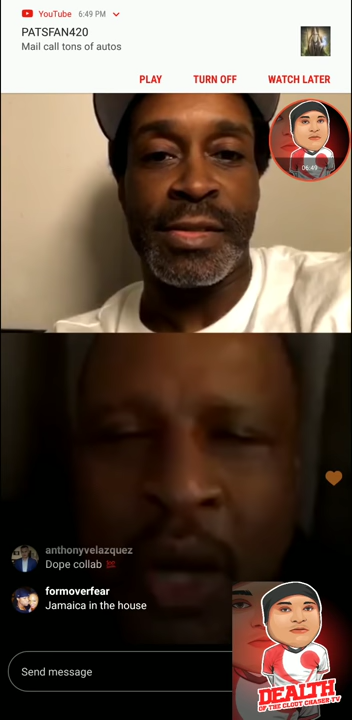 YouTube 6:49 PM
PATSFAN420
Mail call tons of autos
PLAY TURN OFF WATCH LATER
06:49
anthonyvelazquez
Dope collab
formoverfear
Jamaica in the house
Send message
DEALTH
OF THE CLOUT CHASER TV